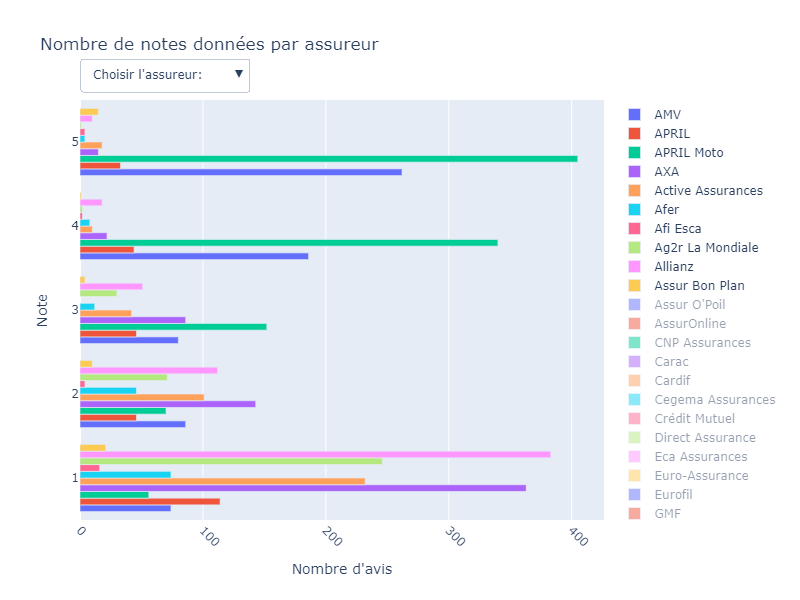 Nombre de notes données par assureur
Choisir l'assureur: ▼
5
4
3
2
1
Note
0
100
200
300
400
Nombre d'avis
AMV
APRIL
APRIL Moto
AXA
Active Assurances
Afer
Afi Esca
Ag2r La Mondiale
Allianz
Assur Bon Plan
Assur O'Poil
AssurOnline
CNP Assurances
Carac
Cardif
Cegema Assurances
Crédit Mutuel
Direct Assurance
Eca Assurances
Euro-Assurance
Eurofil
GMF